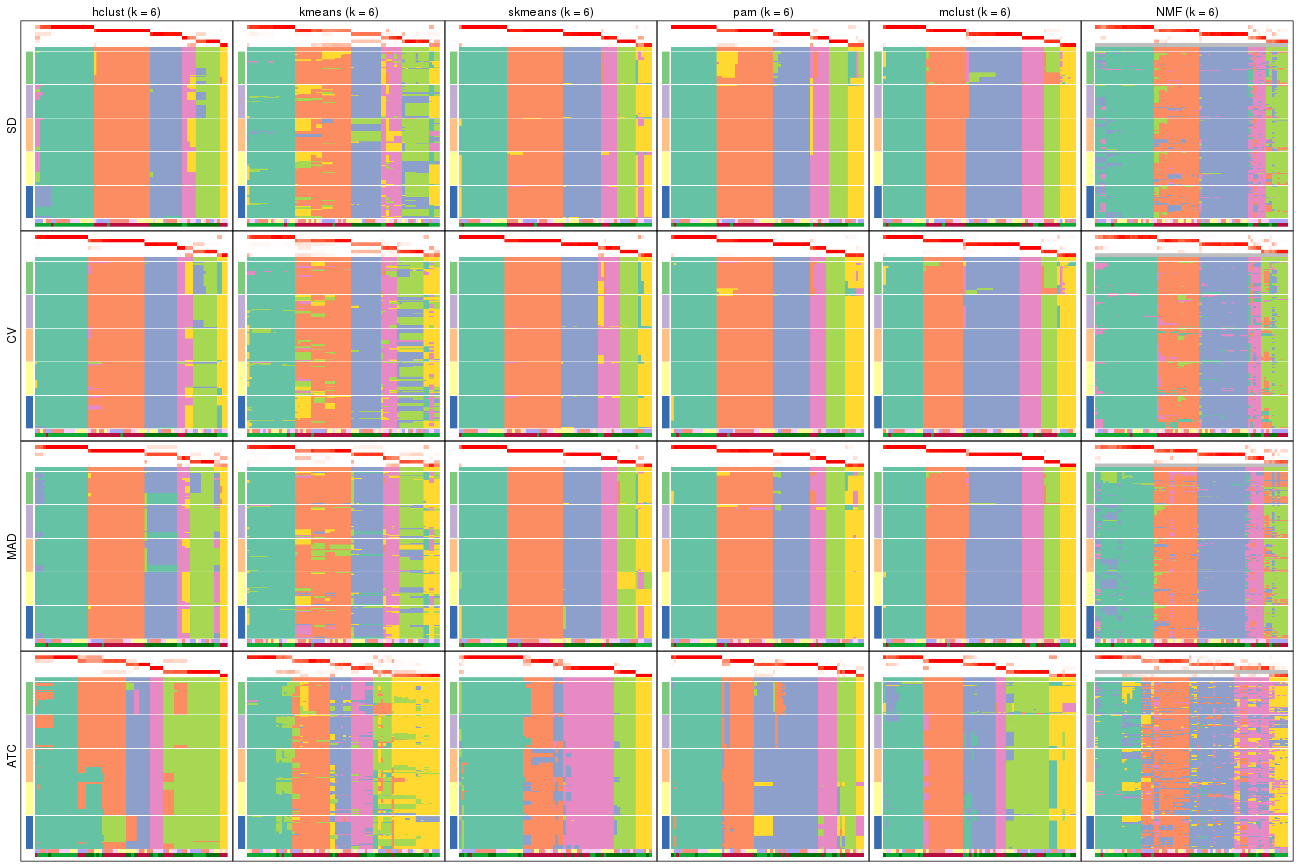 hclust (k = 6) kmeans (k = 6) skmeans (k = 6) pam (k = 6) mclust (k = 6) NMF (k = 6)
SD
CV
MAD
ATC